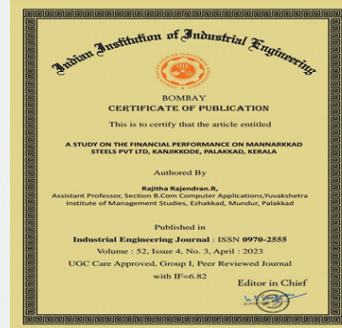 Indian Institution of Industrial Engineering
BOMBAY
CERTIFICATE OF PUBLICATION
This is to certify that the article entitled
A STUDY ON THE FINANCIAL PERFORMANCE ON MANNARKKAD
STEELS PVT LTD, KANJIKKODE, PALAKKAD, KERALA
Authored By
Rajitha Rajendran.R,
Assistant Professor, Section B.Com Computer Applications,Yuvakshetra
Institute of Management Studies, Ezhakkad, Mundur, Palakkad
Published in
Industrial Engineering Journal : ISSN 0970-2555
Volume : 52, Issue 4, No. 3, April : 2023
UGC Care Approved, Group I, Peer Reviewed Journal
with IF=6.82
Editor in Chief